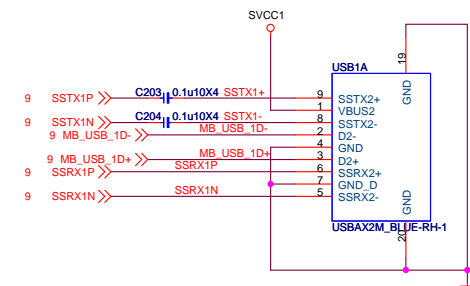 SVCC1
USB1A
19
GND
9 SSTX1P C203 0.1u10X4 SSTX1+ 9 SSTX2+
1 VBUS2
9 SSTX1N C204 0.1u10X4 SSTX1- 8 SSTX2-
9 MB_USB_1D- MB_USB_1D- 2 D2-
4 GND
9 MB_USB_1D+ MB_USB_1D+ 3 D2+
9 SSRX1P SSRX1P 6 SSRX2+
7 GND_D
9 SSRX1N SSRX1N 5 SSRX2-
GND
USBAX2M_BLUE-RH-1
20